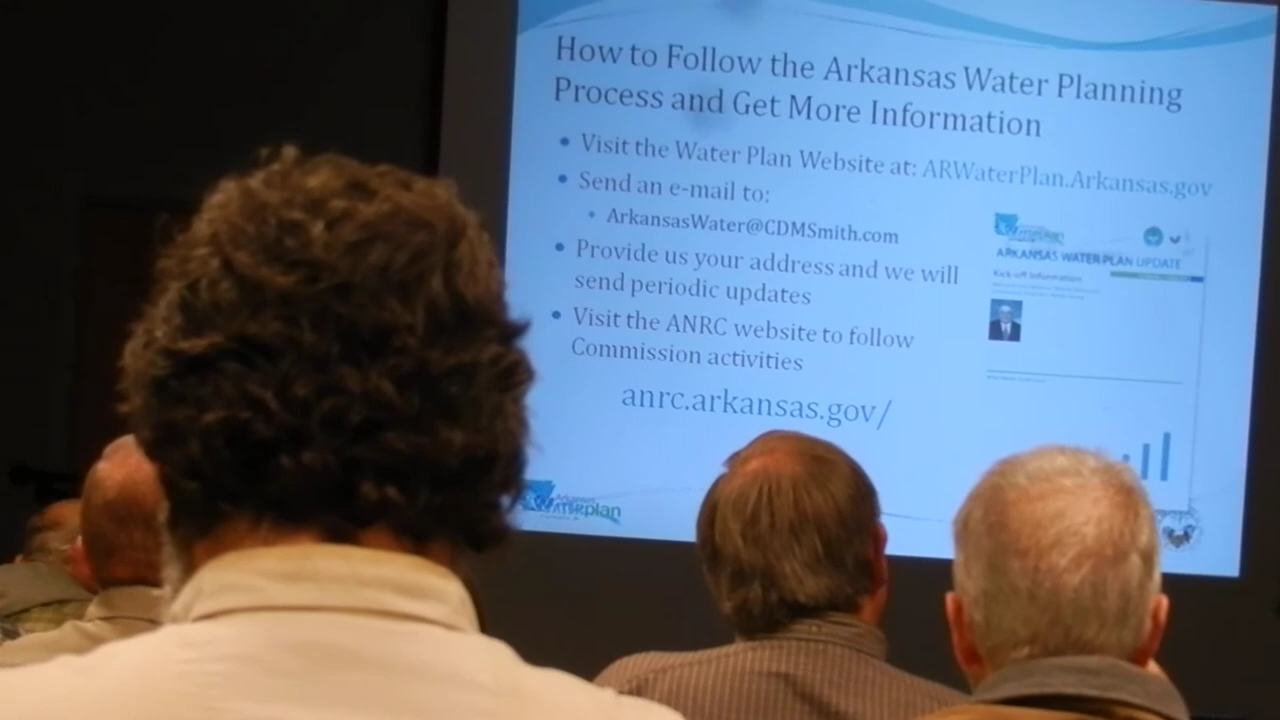 How to Follow the Arkansas Water Planning
Process and Get More Information
• Visit the Water Plan Website at: ARWaterPlan.Arkansas.gov
• Send an e-mail to:
• ArkansasWater@CDMSmith.com
• Provide us your address and we will
send periodic updates
• Visit the ANRC website to follow
Commission activities
anrc.arkansas.gov/
ARKANSAS WATER PLAN UPDATE
Kick-off Information
Arkansas
WATERplan